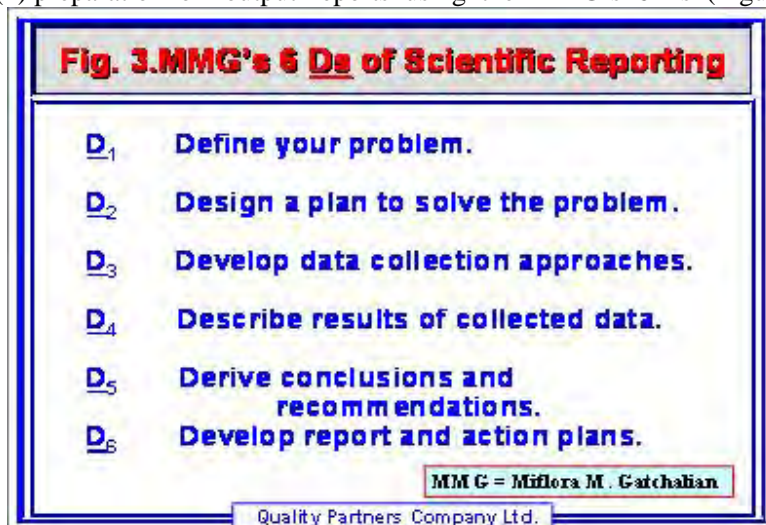 Fig. 3.MMG's 6 Ds of Scientific Reporting
D1 Define your problem.
D2 Design a plan to solve the problem.
D3 Develop data collection approaches.
D4 Describe results of collected data.
D5 Derive conclusions and
recommendations.
D6 Develop report and action plans.
MMG = Miflora M. Gatchalian
Quality Partners Company Ltd.